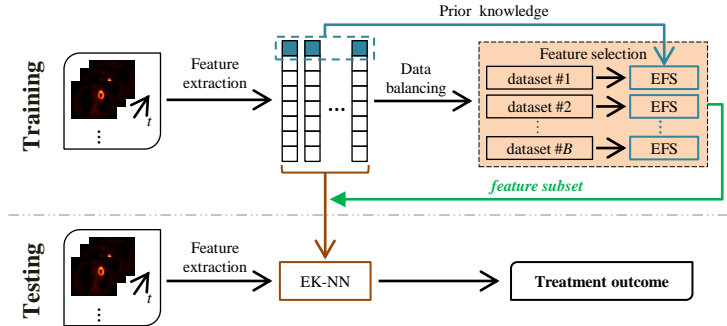 Training
t
⋮
Feature
extraction
...
Prior knowledge
Data
balancing
Feature selection
dataset #1
EFS
dataset #2
EFS
⋮
⋮
dataset #B
EFS
feature subset
Testing
t
⋮
Feature
extraction
EK-NN
Treatment outcome